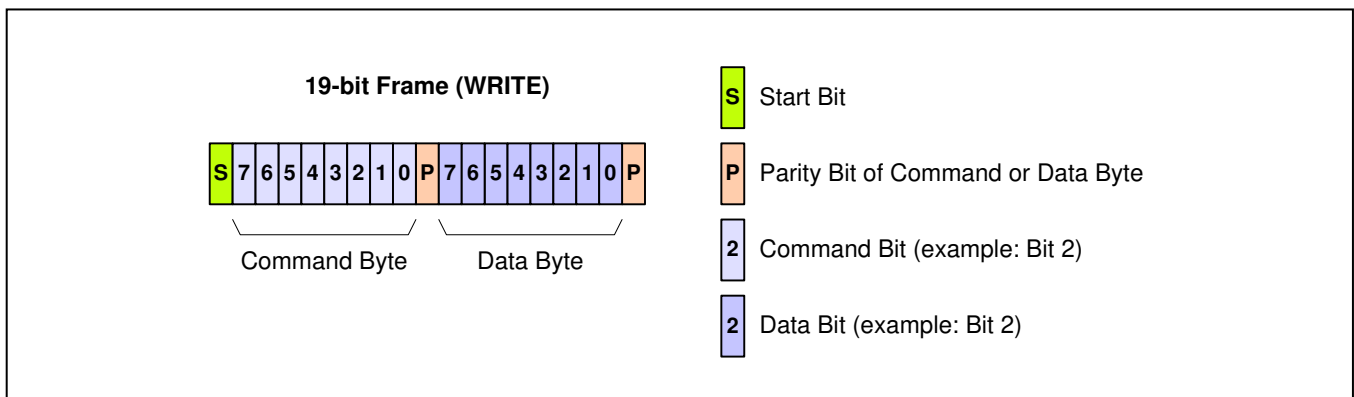 19-bit Frame (WRITE)
S 7 6 5 4 3 2 1 0 P 7 6 5 4 3 2 1 0 P
Command Byte Data Byte
S Start Bit
P Parity Bit of Command or Data Byte
2 Command Bit (example: Bit 2)
2 Data Bit (example: Bit 2)